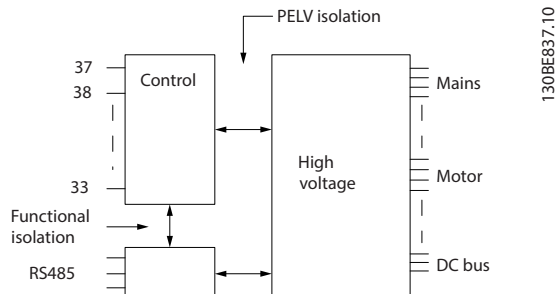 PELV isolation
130BE837.10
37
Control
38
Mains
High
voltage
Motor
33
Functional
isolation
RS485
DC bus